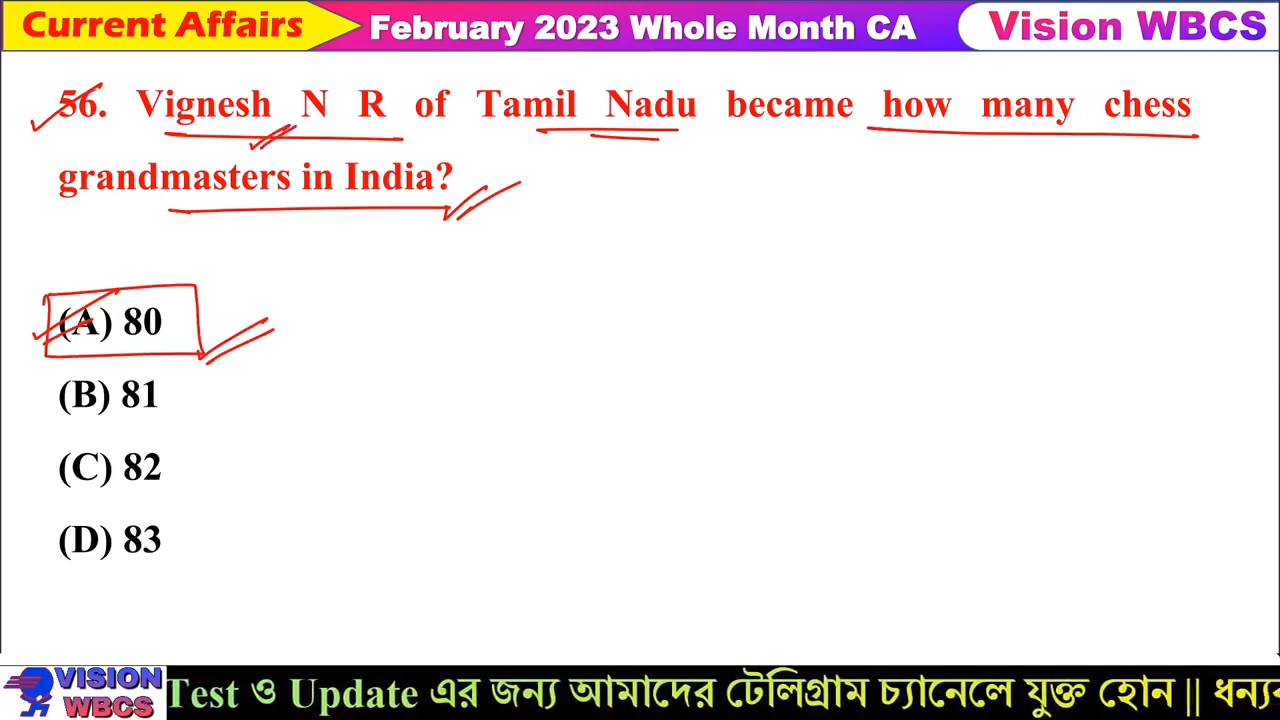 Current Affairs
February 2023 Whole Month CA
Vision WBCS
56. Vignesh N R of Tamil Nadu became how many chess
grandmasters in India?
(A) 80
(B) 81
(C) 82
(D) 83
VISION
WBCS
Test ও Update এর জন্য আমাদের টেলিগ্রাম চ্যানেলে যুক্ত হোন || ধন্য